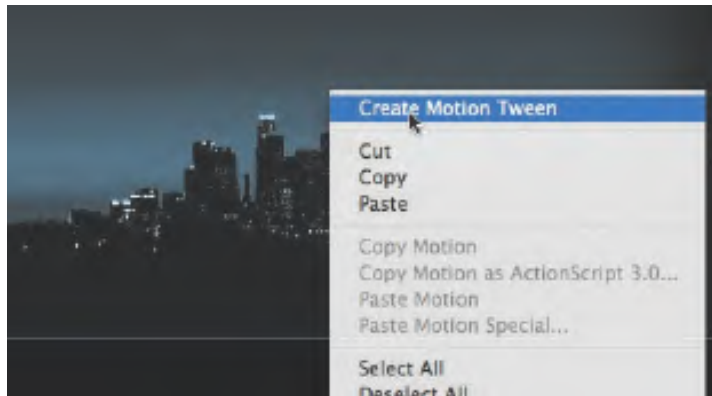 Create Motion Tween
Cut
Copy
Paste
Copy Motion
Copy Motion as ActionScript 3.0...
Paste Motion
Paste Motion Special...
Select All
Deselect All